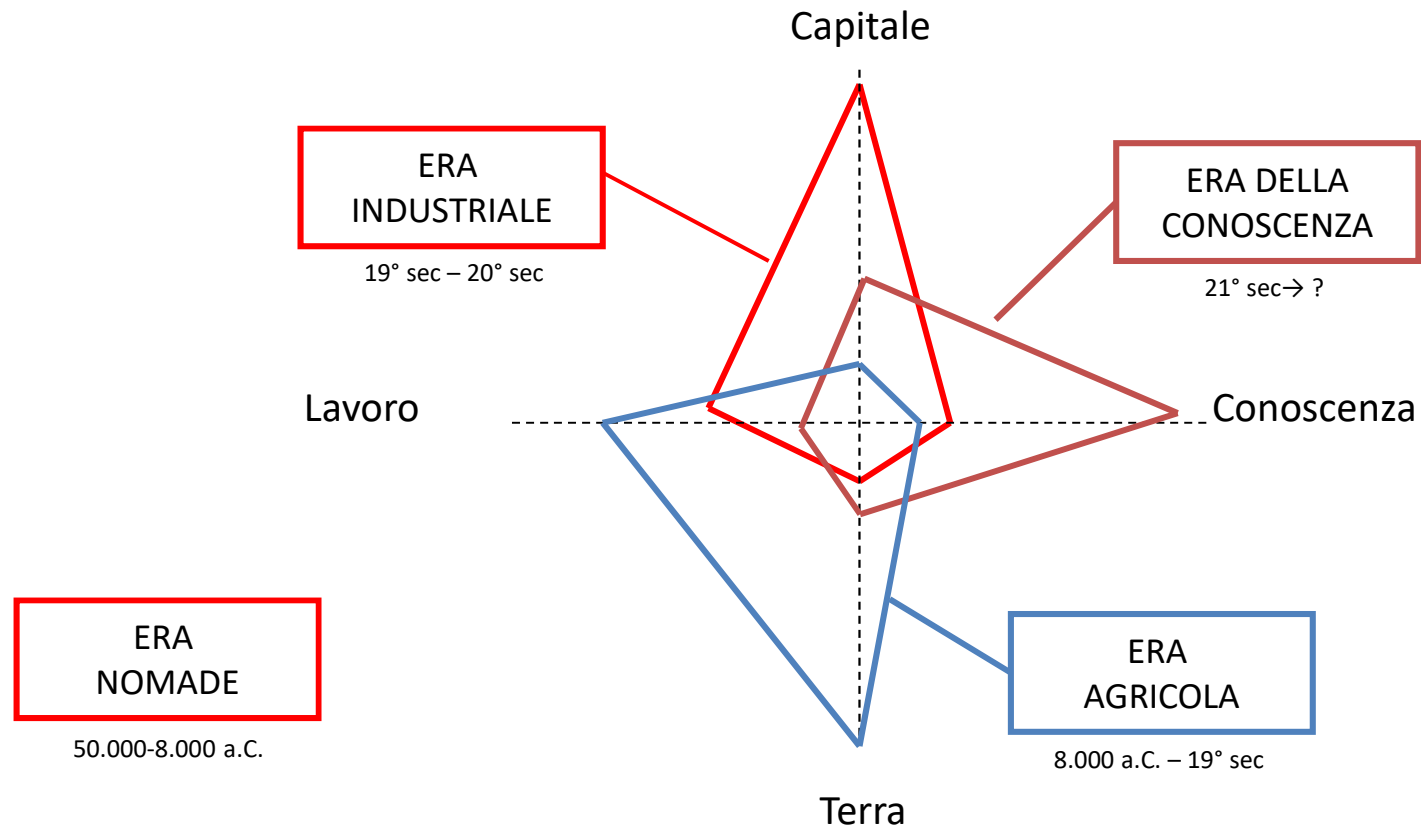 Capitale
ERA
INDUSTRIALE
19° sec – 20° sec
ERA DELLA
CONOSCENZA
21° sec→ ?
Lavoro
Conoscenza
ERA
NOMADE
50.000-8.000 a.C.
ERA
AGRICOLA
8.000 a.C. – 19° sec
Terra